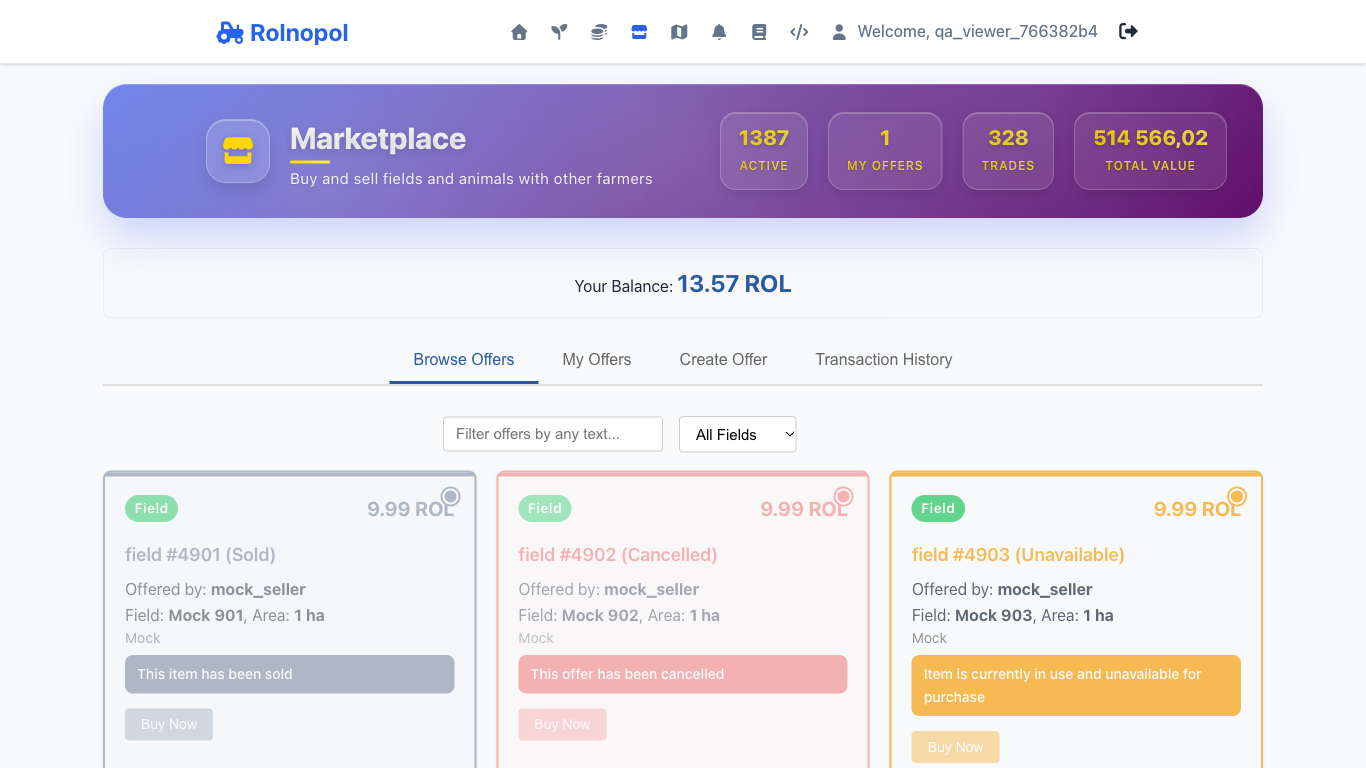 Rolnopol
Welcome, qa_viewer_766382b4
Marketplace
Buy and sell fields and animals with other farmers
1387
ACTIVE
1
MY OFFERS
328
TRADES
514 566,02
TOTAL VALUE
Your Balance: 13.57 ROL
Browse Offers
My Offers
Create Offer
Transaction History
Filter offers by any text...
All Fields
Field
9.99 ROL
field #4901 (Sold)
Offered by: mock_seller
Field: Mock 901, Area: 1 ha
Mock
This item has been sold
Buy Now
Field
9.99 ROL
field #4902 (Cancelled)
Offered by: mock_seller
Field: Mock 902, Area: 1 ha
Mock
This offer has been cancelled
Buy Now
Field
9.99 ROL
field #4903 (Unavailable)
Offered by: mock_seller
Field: Mock 903, Area: 1 ha
Mock
Item is currently in use and unavailable for
purchase
Buy Now